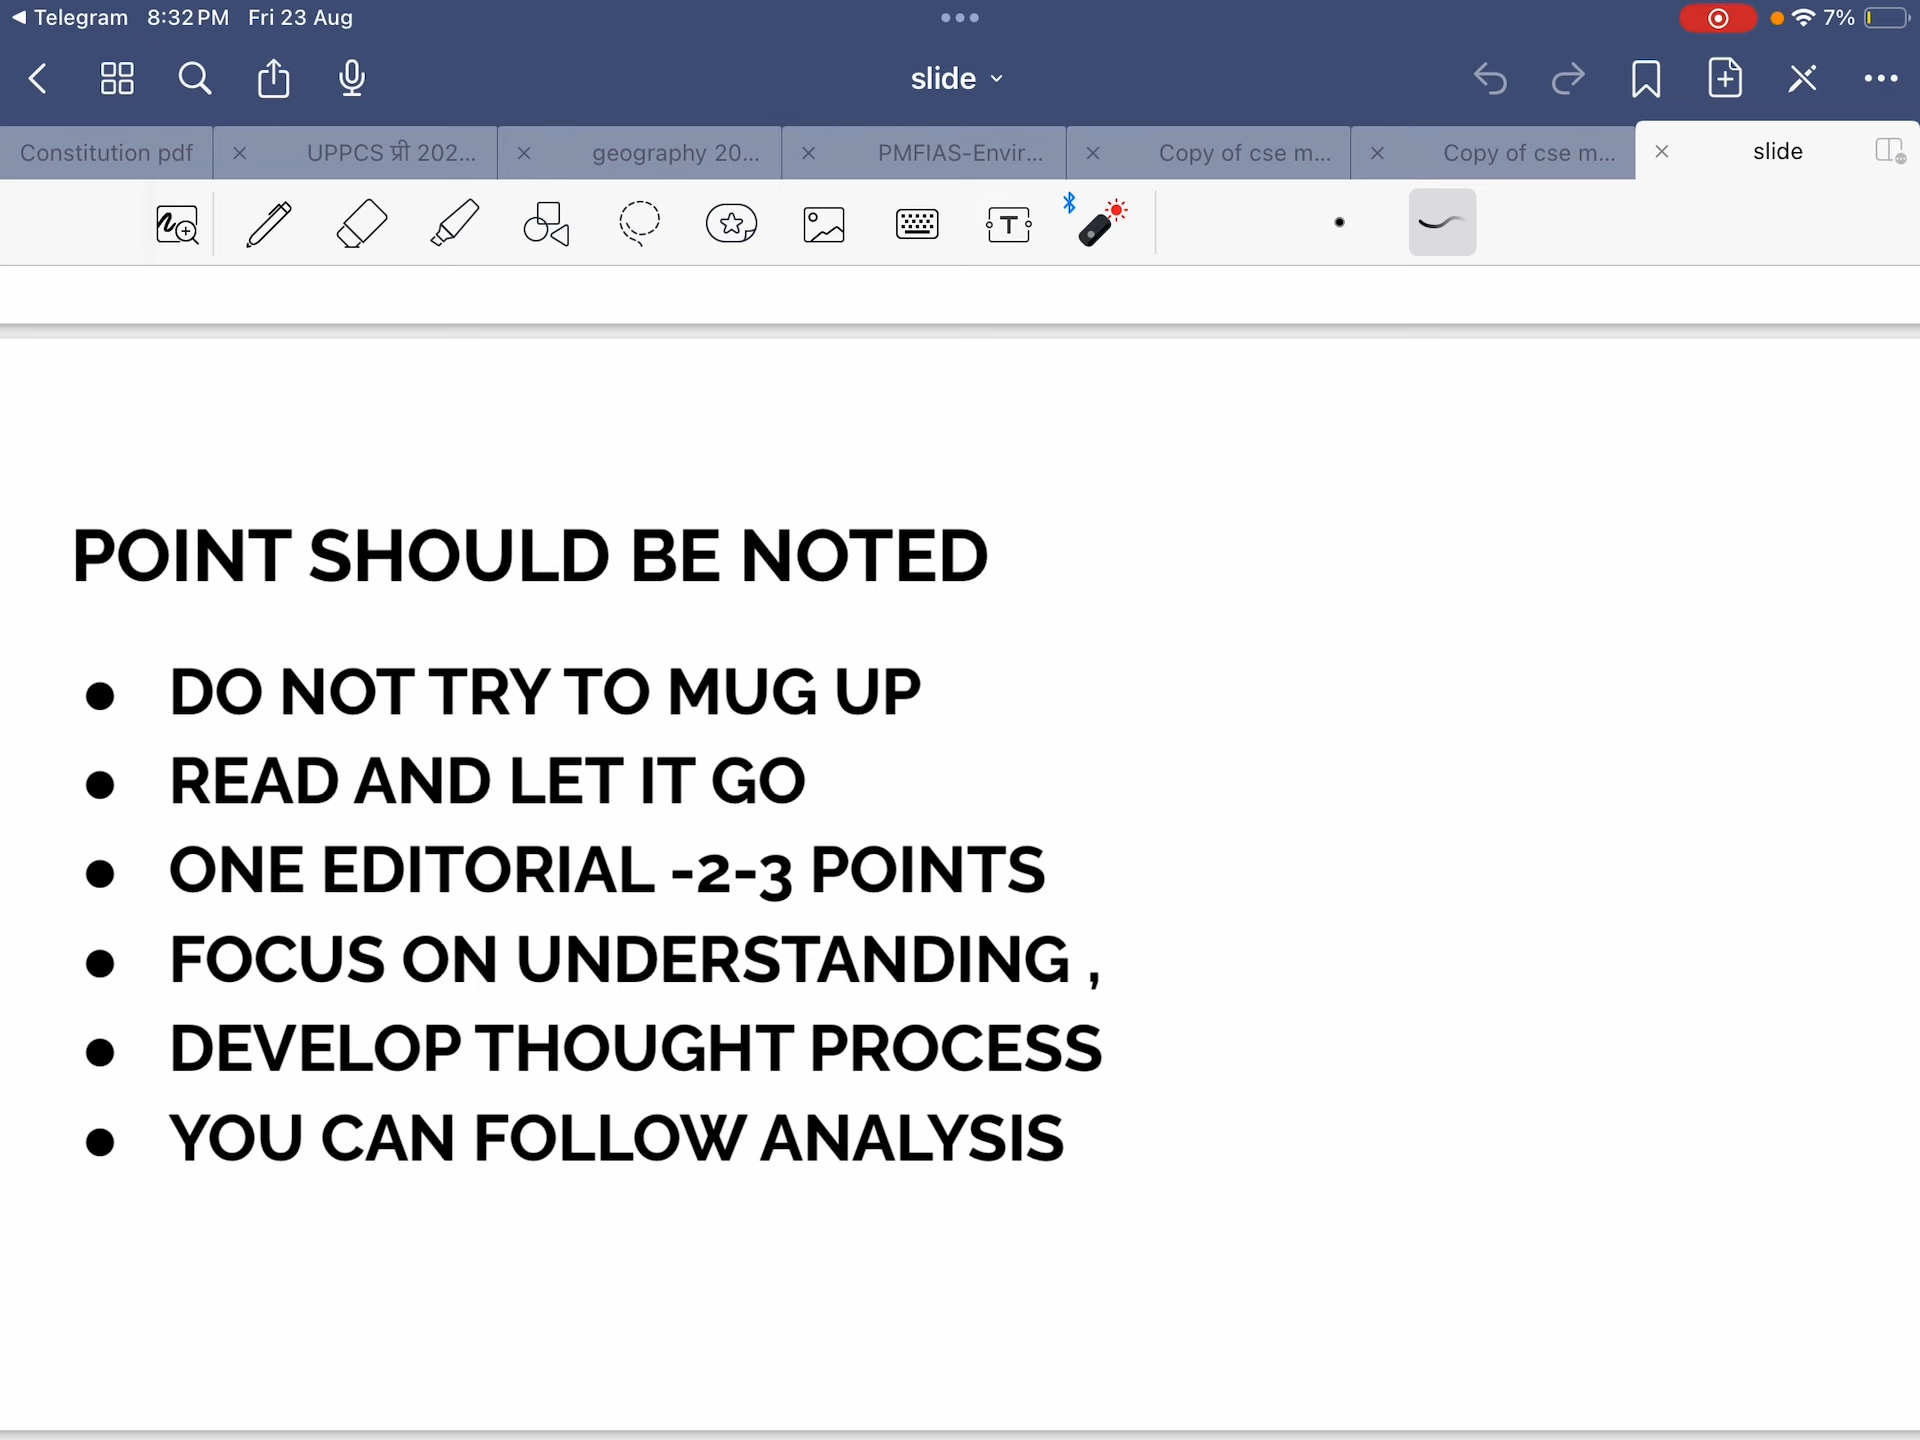 Telegram 8:32 PM Fri 23 Aug 7%
slide
Constitution pdf UPPCS प्री 202... geography 20... PMFIAS-Envir... Copy of cse m... Copy of cse m... slide
T
POINT SHOULD BE NOTED
● DO NOT TRY TO MUG UP
● READ AND LET IT GO
● ONE EDITORIAL -2-3 POINTS
● FOCUS ON UNDERSTANDING ,
● DEVELOP THOUGHT PROCESS
● YOU CAN FOLLOW ANALYSIS